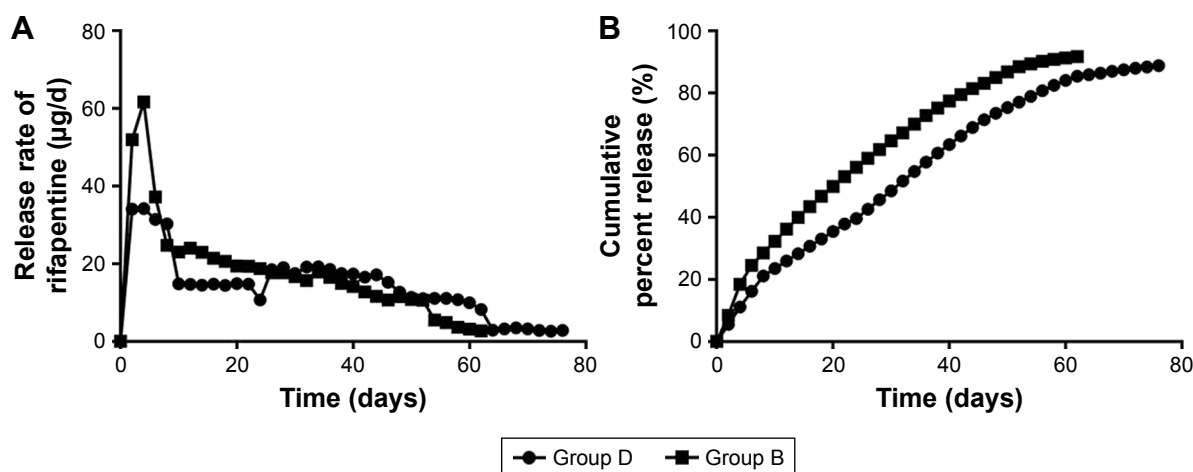 A
Release rate of
rifapentine (µg/d)
80
60
40
20
0
0 20 40 60 80
Time (days)
B
Cumulative
percent release (%)
100
80
60
40
20
0
0 20 40 60 80
Time (days)
Group D Group B